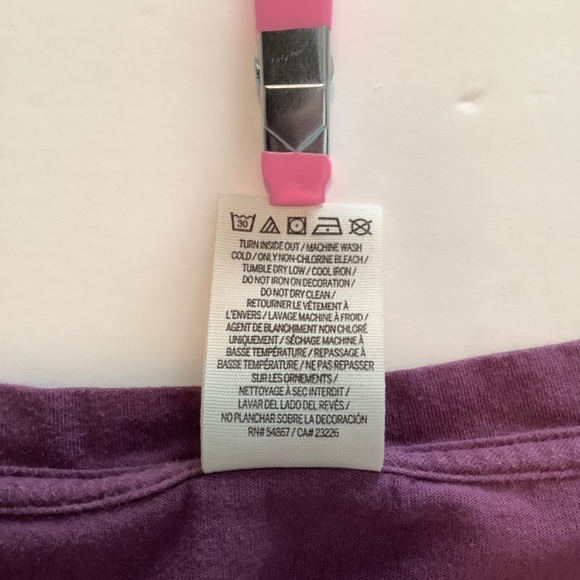 30
TURN INSIDE OUT / MACHINE WASH
COLD / ONLY NON-CHLORINE BLEACH /
TUMBLE DRY LOW / COOL IRON /
DO NOT IRON ON DECORATION /
DO NOT DRY CLEAN /
RETOURNER LE VÊTEMENT À
L'ENVERS / LAVAGE MACHINE À FROID /
AGENT DE BLANCHIMENT NON CHLORÉ
UNIQUEMENT / SÉCHAGE MACHINE À
BASSE TEMPÉRATURE / REPASSAGE À
BASSE TEMPÉRATURE / NE PAS REPASSER
SUR LES ORNEMENTS /
NETTOYAGE À SEC INTERDIT /
LAVAR DEL LADO DEL REVÉS /
NO PLANCHAR SOBRE LA DECORACIÓN
RN# 54867 / CA# 23226